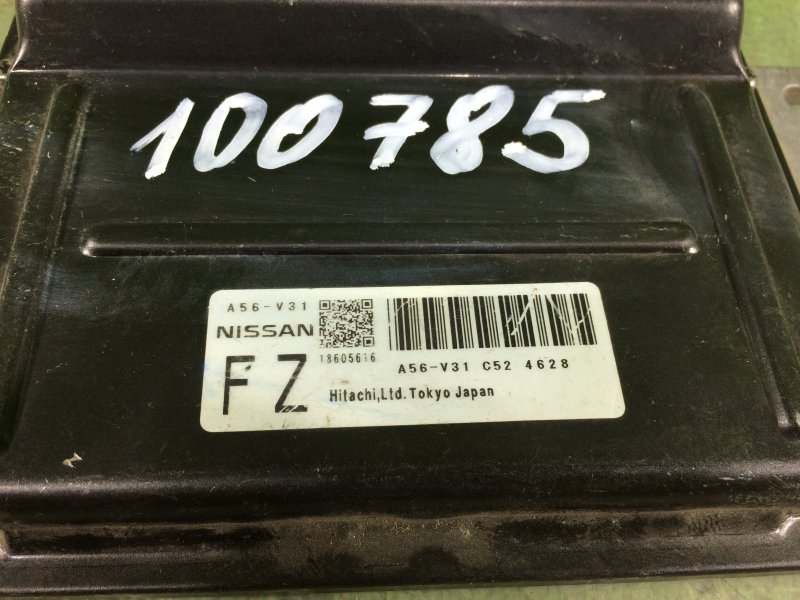 100785
A56-V31
NISSAN
18605616
FZ
A56-V31 C52 4628
Hitachi,Ltd.Tokyo Japan